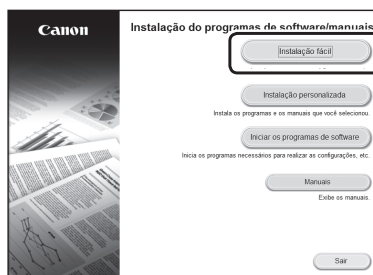 Canon
Instalação do programas de software/manuais
Instalação fácil
Instalação personalizada
Instala os programas e os manuais que você selecionou.
Iniciar os programas de software
Inicia os programas necessários para realizar as configurações, etc.
Manuais
Exibe os manuais.
Sair